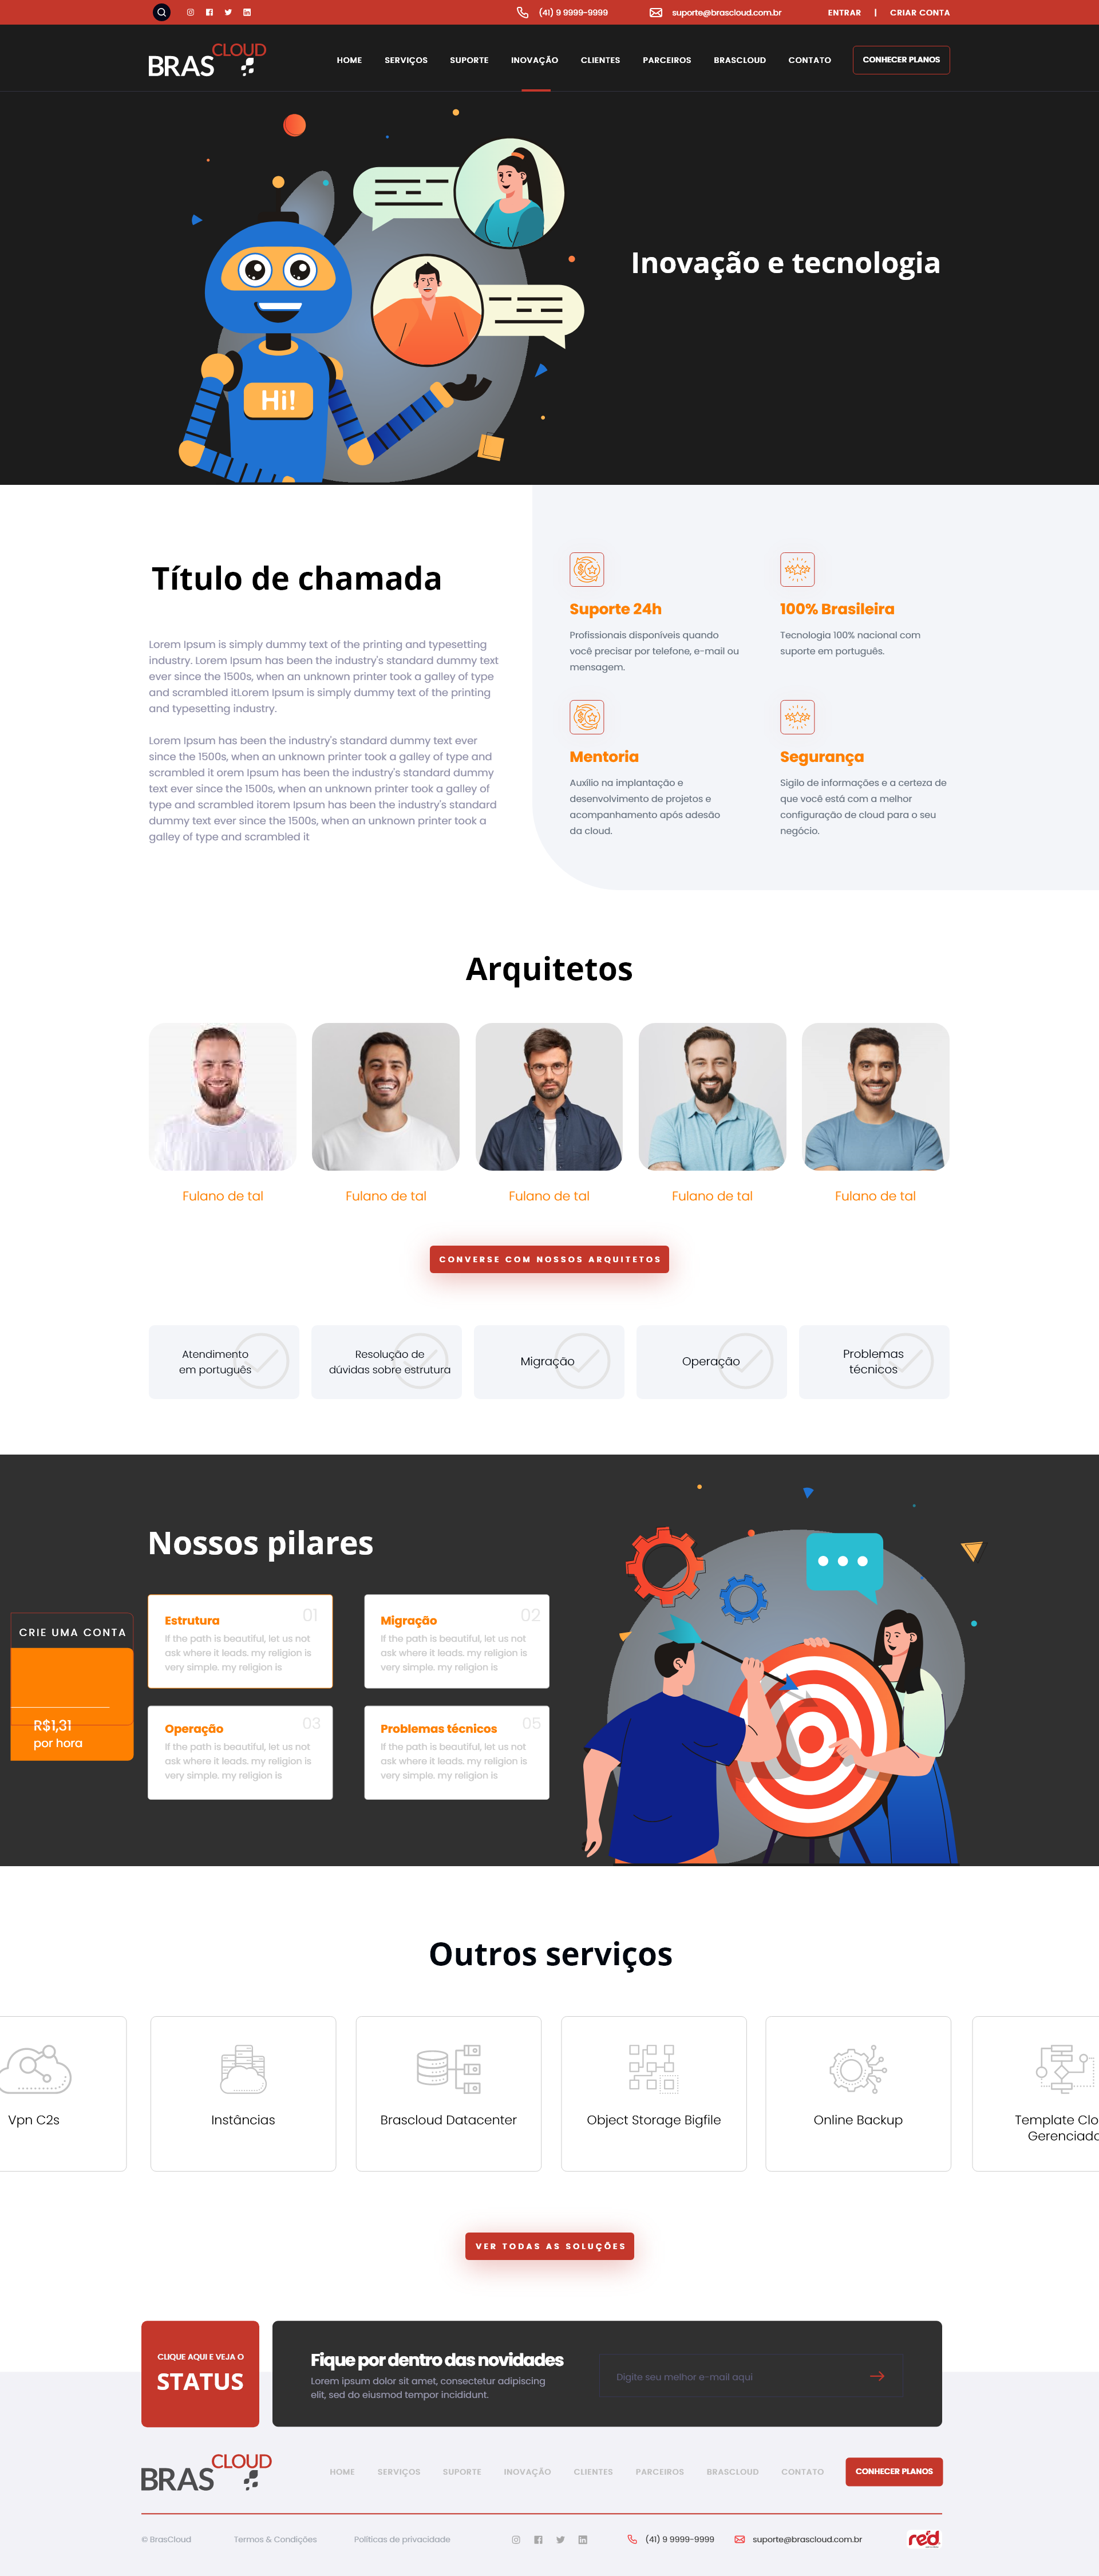 (41) 9 9999-9999
suporte@brascloud.com.br
ENTRAR | CRIAR CONTA
BRASCLOUD
HOME SERVIÇOS SUPORTE INOVAÇÃO CLIENTES PARCEIROS BRASCLOUD CONTATO
CONHECER PLANOS
Hi!
Inovação e tecnologia
Título de chamada
Lorem Ipsum is simply dummy text of the printing and typesetting
industry. Lorem Ipsum has been the industry's standard dummy text
ever since the 1500s, when an unknown printer took a galley of type
and scrambled itLorem Ipsum is simply dummy text of the printing
and typesetting industry.
Lorem Ipsum has been the industry's standard dummy text ever
since the 1500s, when an unknown printer took a galley of type and
scrambled it orem Ipsum has been the industry's standard dummy
text ever since the 1500s, when an unknown printer took a galley of
type and scrambled itorem Ipsum has been the industry's standard
dummy text ever since the 1500s, when an unknown printer took a
galley of type and scrambled it
Suporte 24h
Profissionais disponíveis quando
você precisar por telefone, e-mail ou
mensagem.
100% Brasileira
Tecnologia 100% nacional com
suporte em português.
Mentoria
Auxílio na implantação e
desenvolvimento de projetos e
acompanhamento após adesão
da cloud.
Segurança
Sigilo de informações e a certeza de
que você está com a melhor
configuração de cloud para o seu
negócio.
Arquitetos
Fulano de tal
Fulano de tal
Fulano de tal
Fulano de tal
Fulano de tal
CONVERSE COM NOSSOS ARQUITETOS
Atendimento
em português
Resolução de
dúvidas sobre estrutura
Migração
Operação
Problemas
técnicos
Nossos pilares
CRIE UMA CONTA
R$1,31
por hora
Estrutura
01
If the path is beautiful, let us not
ask where it leads. my religion is
very simple. my religion is
Migração
02
If the path is beautiful, let us not
ask where it leads. my religion is
very simple. my religion is
Operação
03
If the path is beautiful, let us not
ask where it leads. my religion is
very simple. my religion is
Problemas técnicos
05
If the path is beautiful, let us not
ask where it leads. my religion is
very simple. my religion is
Outros serviços
Vpn C2s
Instâncias
Brascloud Datacenter
Object Storage Bigfile
Online Backup
Template Clo
Gerenciad
VER TODAS AS SOLUÇÕES
CLIQUE AQUI E VEJA O
STATUS
Fique por dentro das novidades
Lorem ipsum dolor sit amet, consectetur adipiscing
elit, sed do eiusmod tempor incididunt.
Digite seu melhor e-mail aqui
BRASCLOUD
HOME SERVIÇOS SUPORTE INOVAÇÃO CLIENTES PARCEIROS BRASCLOUD CONTATO
CONHECER PLANOS
© BrasCloud
Termos & Condições
Políticas de privacidade
(41) 9 9999-9999
suporte@brascloud.com.br
red